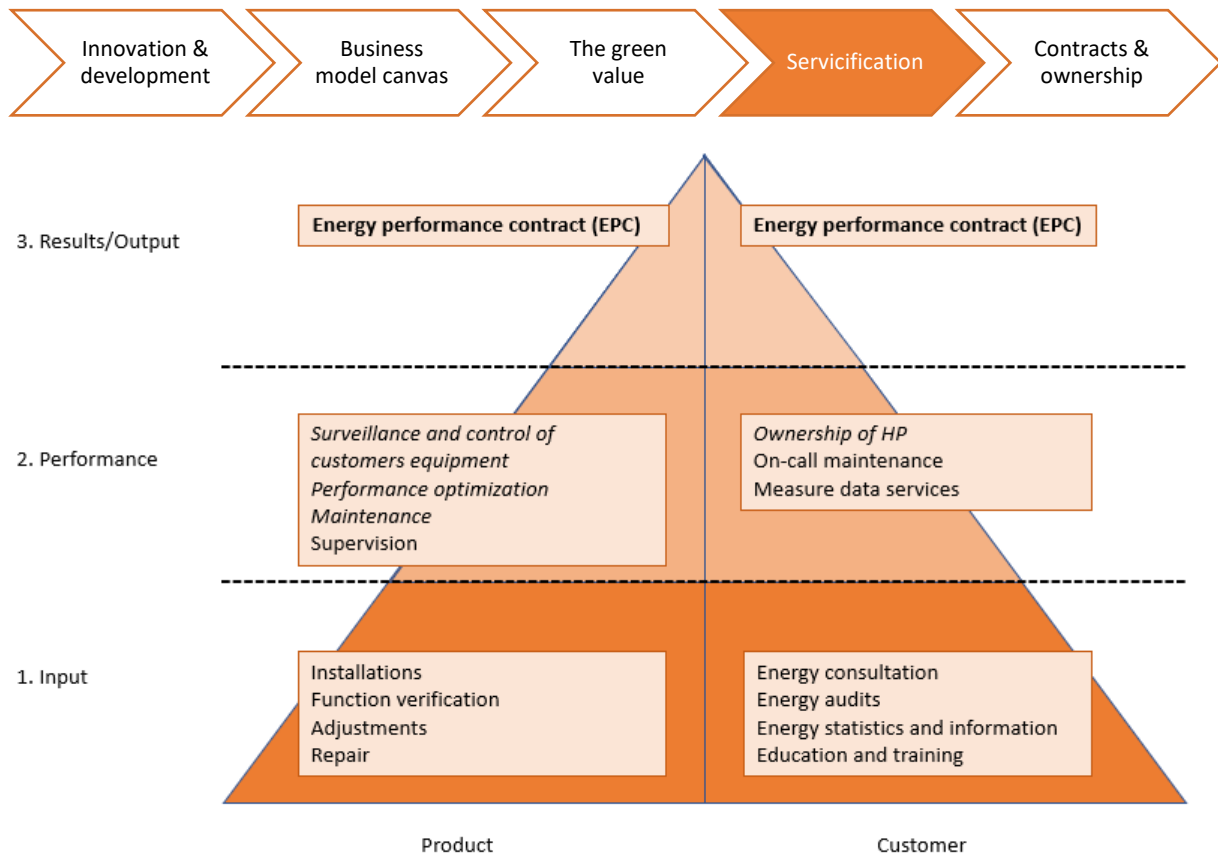 Innovation &
development
Business
model canvas
The green
value
Servicification
Contracts &
ownership
3. Results/Output
Energy performance contract (EPC)
Energy performance contract (EPC)
2. Performance
Surveillance and control of
customers equipment
Performance optimization
Maintenance
Supervision
Ownership of HP
On-call maintenance
Measure data services
1. Input
Installations
Function verification
Adjustments
Repair
Energy consultation
Energy audits
Energy statistics and information
Education and training
Product
Customer